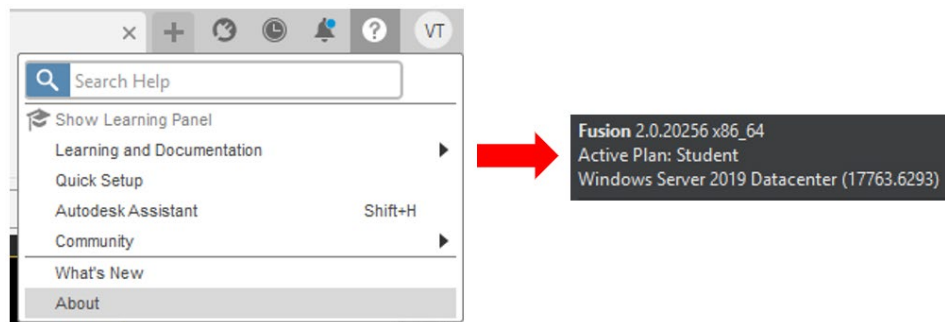 VT
Search Help
Show Learning Panel
Learning and Documentation
Quick Setup
Autodesk Assistant Shift+H
Community
What's New
About
Fusion 2.0.20256 x86_64
Active Plan: Student
Windows Server 2019 Datacenter (17763.6293)